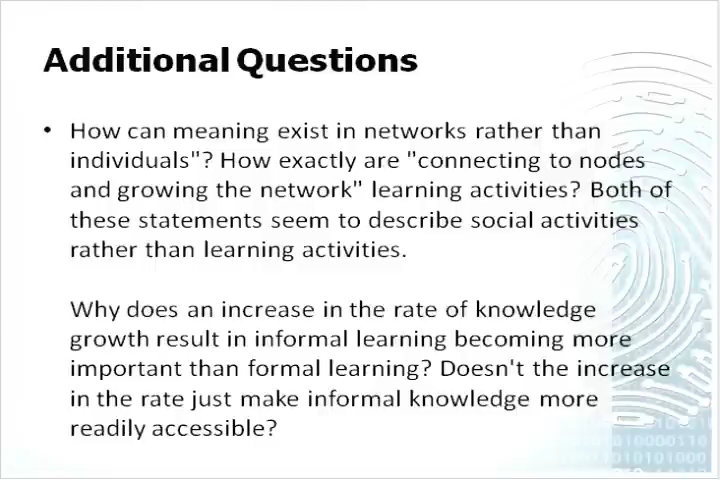 Additional Questions
• How can meaning exist in networks rather than
individuals"? How exactly are "connecting to nodes
and growing the network" learning activities? Both of
these statements seem to describe social activities
rather than learning activities.
Why does an increase in the rate of knowledge
growth result in informal learning becoming more
important than formal learning? Doesn't the increase
in the rate just make informal knowledge more
readily accessible?